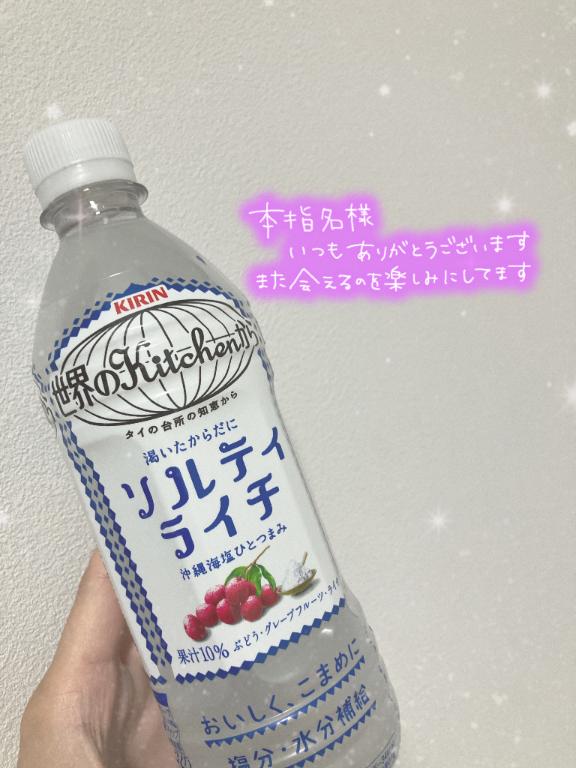 本指名様
いつもありがとうございます
また会えるのを楽しみにしてます
KIRIN
世界のKitchenから
タイの台所の知恵から
渇いたからだに
ソルティ
ライチ
沖縄海塩ひとつまみ
果汁10% ぶどう・グレープフルーツ・ライチ
おいしく、こまめに
塩分・水分補給